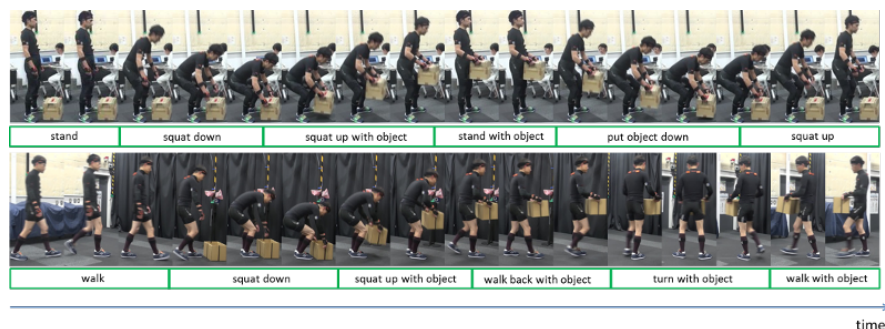 stand squat down squat up with object stand with object put object down squat up
walk squat down squat up with object walk back with object turn with object walk with object
time